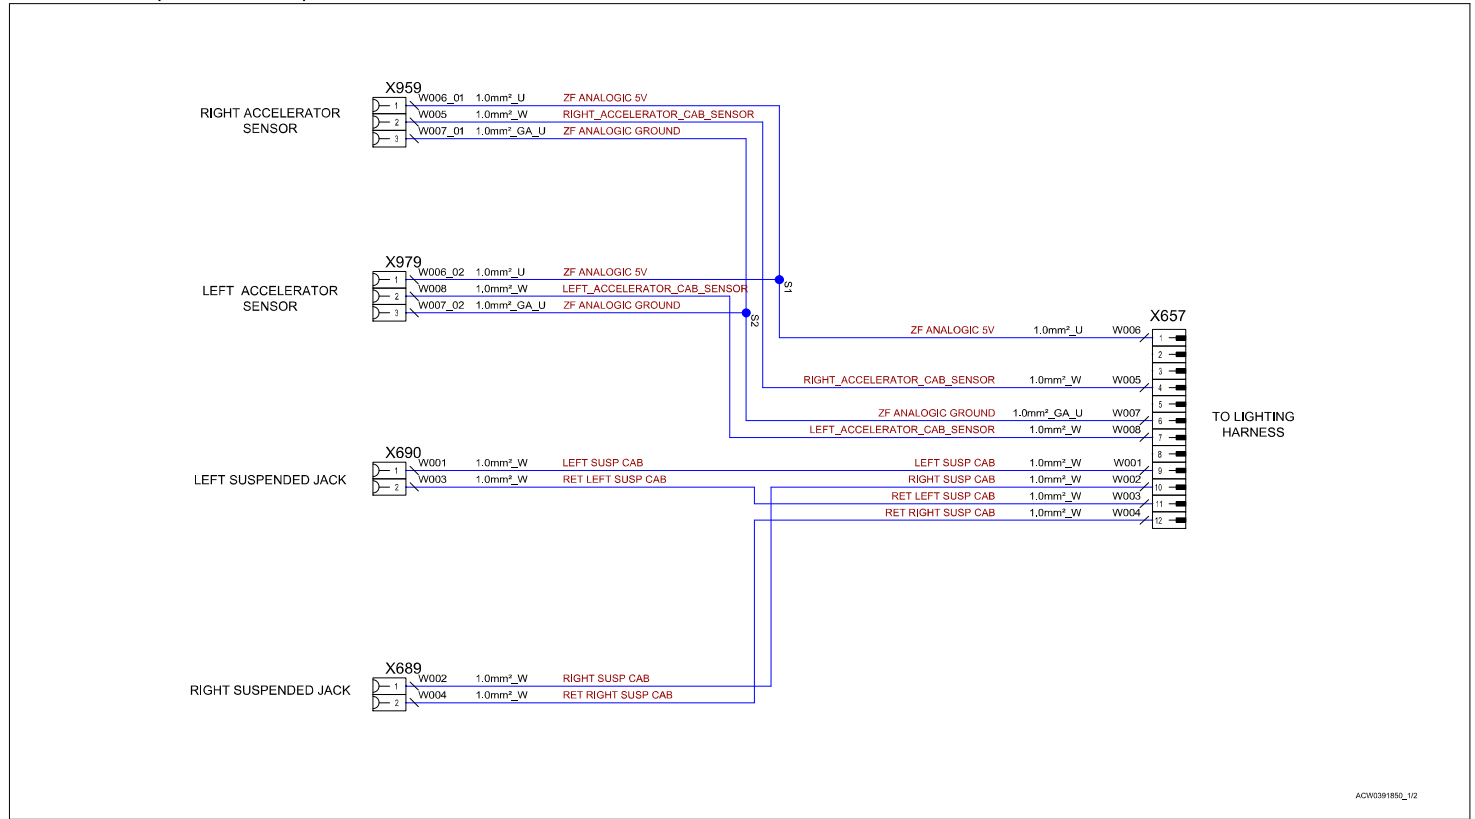 X959
RIGHT ACCELERATOR
SENSOR
1 W006_01 1.0mm²_U ZF ANALOGIC 5V
2 W005 1.0mm²_W RIGHT_ACCELERATOR_CAB_SENSOR
3 W007_01 1.0mm²_GA_U ZF ANALOGIC GROUND
X979
LEFT ACCELERATOR
SENSOR
1 W006_02 1.0mm²_U ZF ANALOGIC 5V
2 W008 1.0mm²_W LEFT_ACCELERATOR_CAB_SENSOR
3 W007_02 1.0mm²_GA_U ZF ANALOGIC GROUND
S1
S2
X690
LEFT SUSPENDED JACK
1 W001 1.0mm²_W LEFT SUSP CAB
2 W003 1.0mm²_W RET LEFT SUSP CAB
X689
RIGHT SUSPENDED JACK
1 W002 1.0mm²_W RIGHT SUSP CAB
2 W004 1.0mm²_W RET RIGHT SUSP CAB
X657
ZF ANALOGIC 5V 1.0mm²_U W006 1
2
3
RIGHT_ACCELERATOR_CAB_SENSOR 1.0mm²_W W005 4
5
ZF ANALOGIC GROUND 1.0mm²_GA_U W007 6
LEFT_ACCELERATOR_CAB_SENSOR 1.0mm²_W W008 7
8
LEFT SUSP CAB 1.0mm²_W W001 9
RIGHT SUSP CAB 1.0mm²_W W002 10
RET LEFT SUSP CAB 1.0mm²_W W003 11
RET RIGHT SUSP CAB 1.0mm²_W W004 12
TO LIGHTING
HARNESS
ACW0391850_1/2